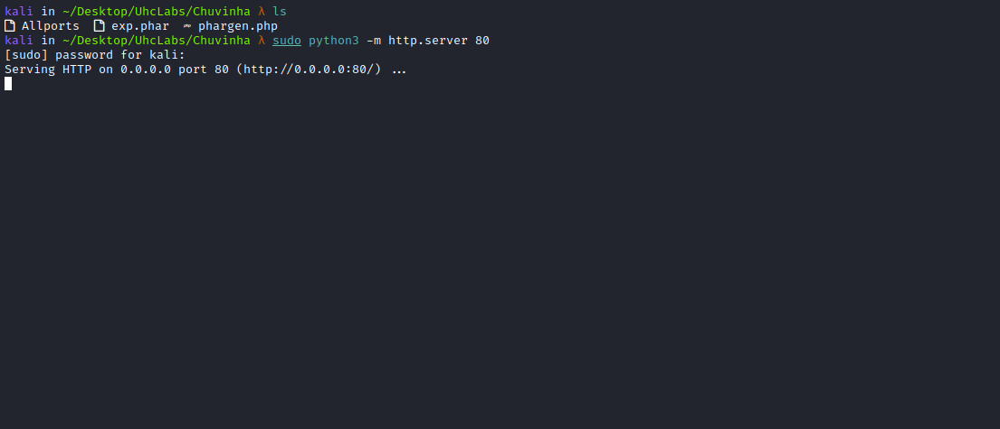 kali in ~/Desktop/UhcLabs/Chuvinha λ ls
Allports exp.phar phargen.php
kali in ~/Desktop/UhcLabs/Chuvinha λ sudo python3 -m http.server 80
[sudo] password for kali:
Serving HTTP on 0.0.0.0 port 80 (http://0.0.0.0:80/) ...